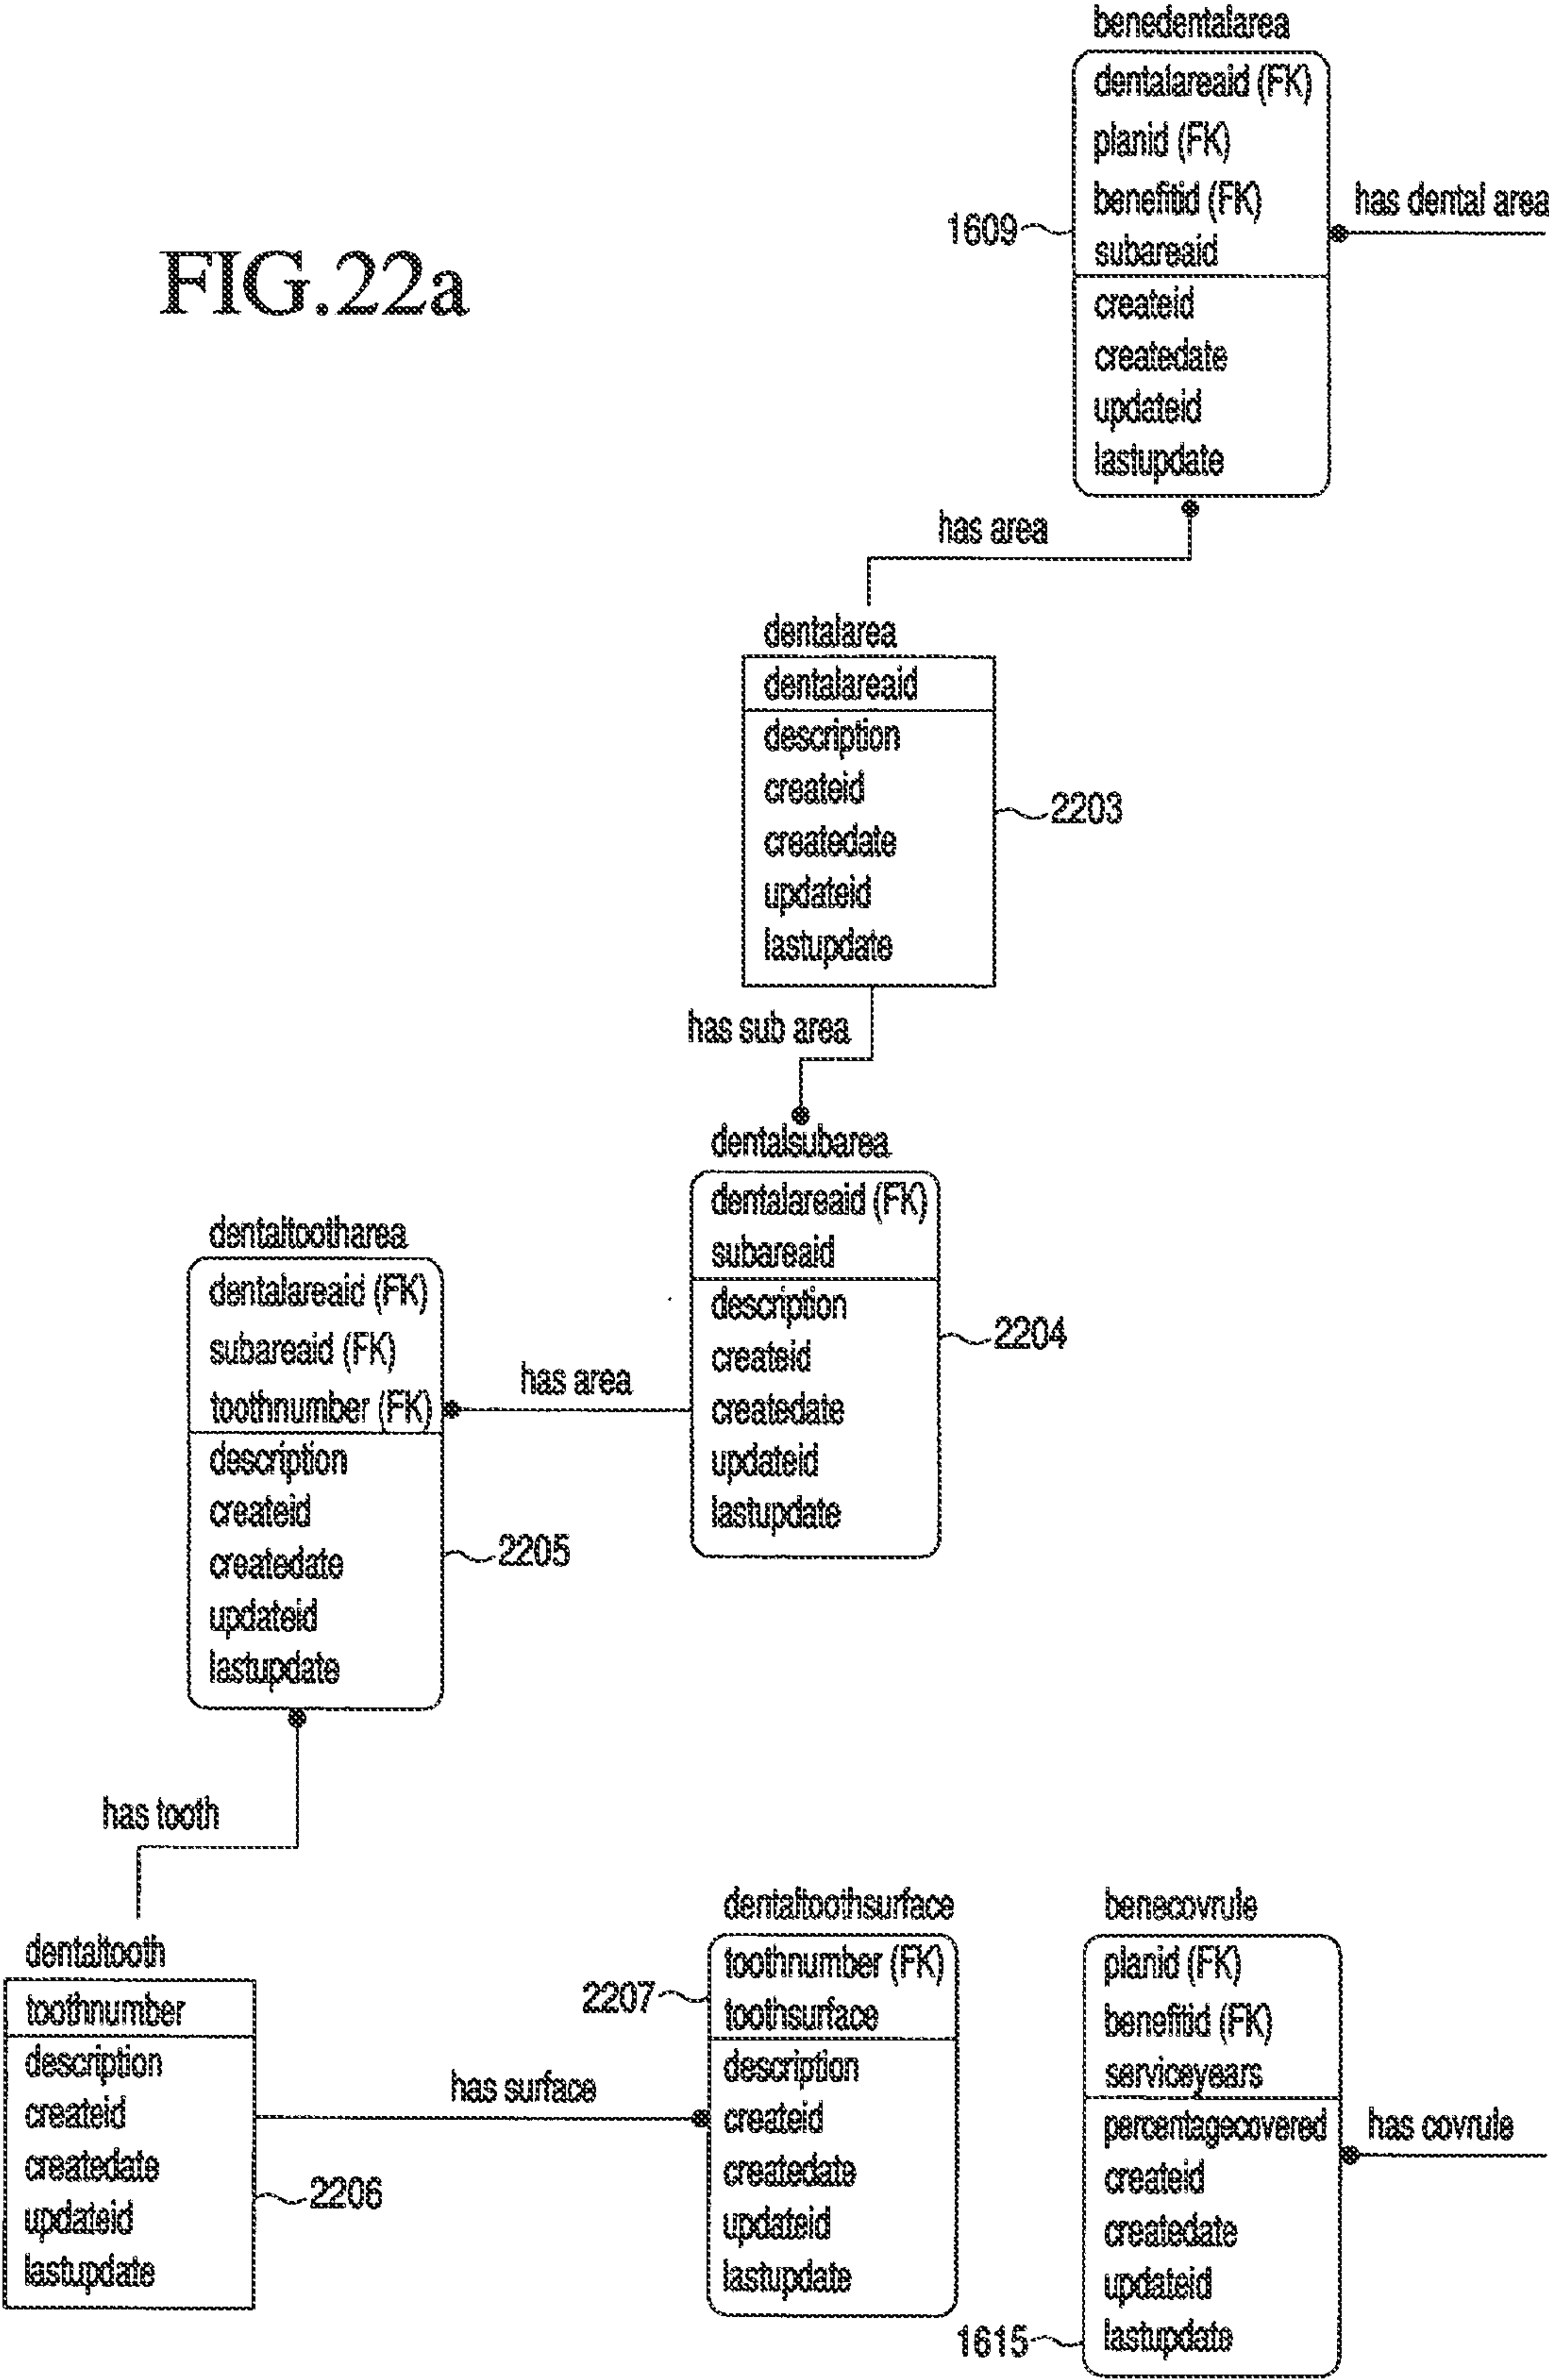 FIG.22a
benedentalarea
dentalareaid (FK)
planid (FK)
benefitid (FK)
subareaid
createid
createdate
updateid
lastupdate
1609
has dental area
has area
dentalarea
dentalareaid
description
createid
createdate
updateid
lastupdate
2203
has sub area
dentalsubarea
dentalareaid (FK)
subareaid
description
createid
createdate
updateid
lastupdate
2204
has area
dentaltootharea
dentalareaid (FK)
subareaid (FK)
toothnumber (FK)
description
createid
createdate
updateid
lastupdate
2205
has tooth
dentaltooth
toothnumber
description
createid
createdate
updateid
lastupdate
2206
has surface
dentaltoothsurface
toothnumber (FK)
toothsurface
description
createid
createdate
updateid
lastupdate
2207
benecovrule
planid (FK)
benefitid (FK)
serviceyears
percentagecovered
createid
createdate
updateid
lastupdate
1615
has covrule